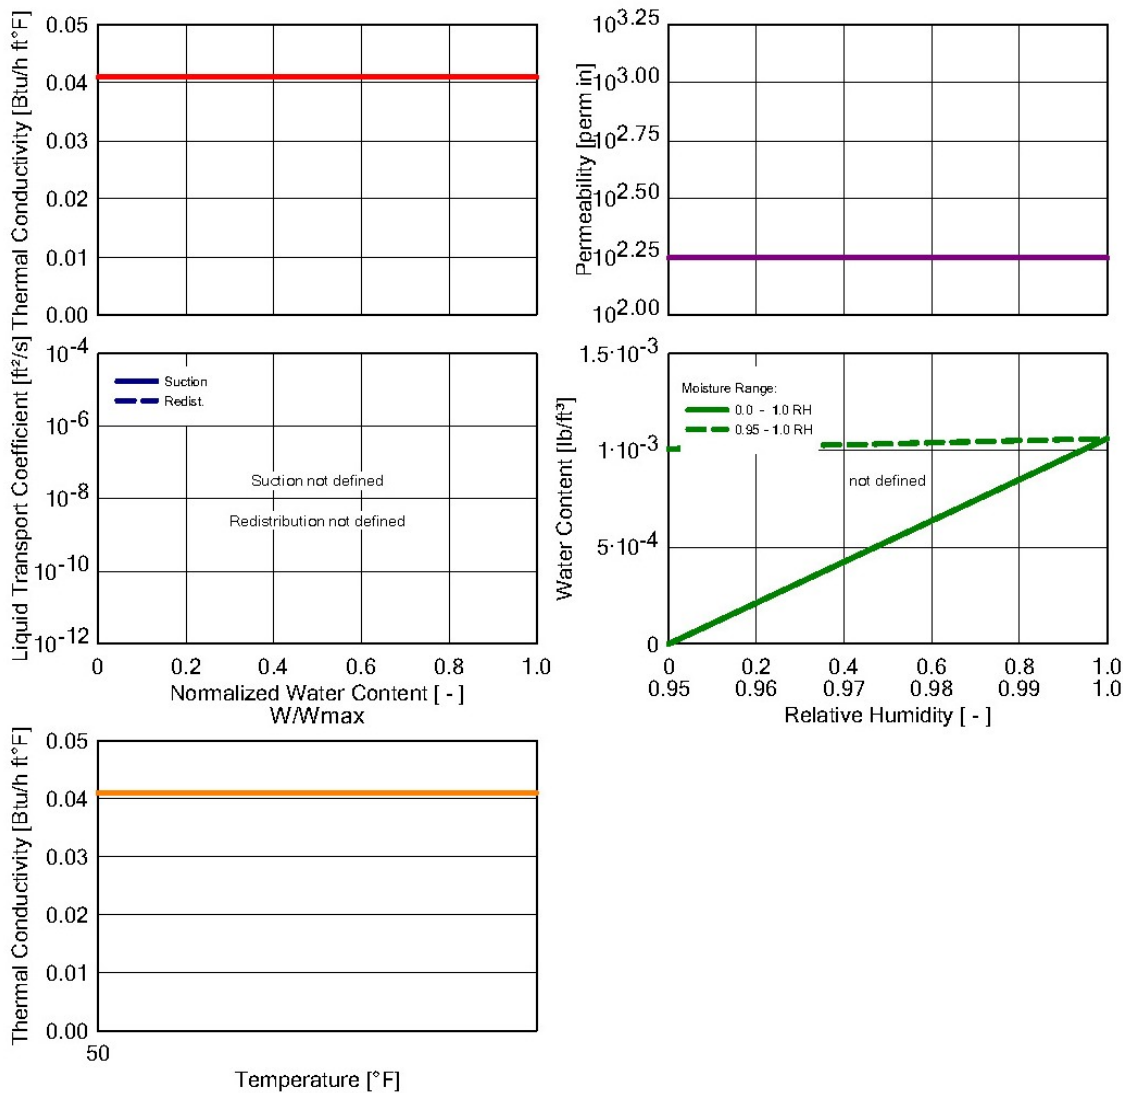 Thermal Conductivity [Btu/h ft°F]
0.05
0.04
0.03
0.02
0.01
0.00
Permeability [perm in]
10^3.25
10^3.00
10^2.75
10^2.50
10^2.25
10^2.00
Liquid Transport Coefficient [ft²/s]
10^-4
10^-6
10^-8
10^-10
10^-12
Suction
Redist.
Suction not defined
Redistribution not defined
0 0.2 0.4 0.6 0.8 1.0
Normalized Water Content [ - ]
W/Wmax
Water Content [lb/ft³]
1.5·10^-3
1·10^-3
5·10^-4
0
Moisture Range:
0.0 - 1.0 RH
0.95 - 1.0 RH
not defined
0 0.2 0.4 0.6 0.8 1.0
0.95 0.96 0.97 0.98 0.99 1.0
Relative Humidity [ - ]
Thermal Conductivity [Btu/h ft°F]
0.05
0.04
0.03
0.02
0.01
0.00
50
Temperature [°F]